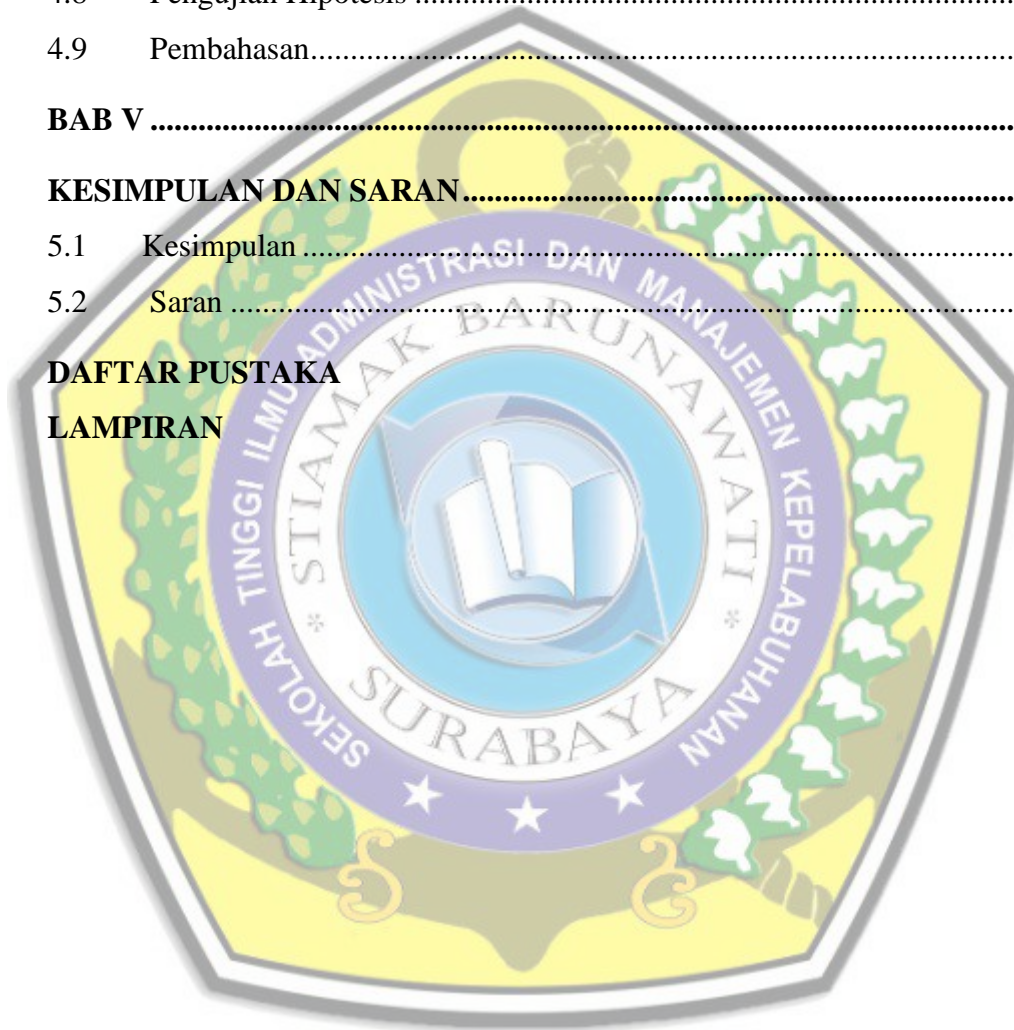 4.8 Pengujian Hipotesis ...........................................................................
4.9 Pembahasan........................................................................................
BAB V ............................................................................................................
KESIMPULAN DAN SARAN.....................................................................
5.1 Kesimpulan .........................................................................................
5.2 Saran ..................................................................................................
DAFTAR PUSTAKA
LAMPIRAN
SEKOLAH TINGGI ILMU ADMINISTRASI DAN MANAJEMEN KEPELABUHANAN
STIAMAK BARUNAWATI
* SURABAYA *